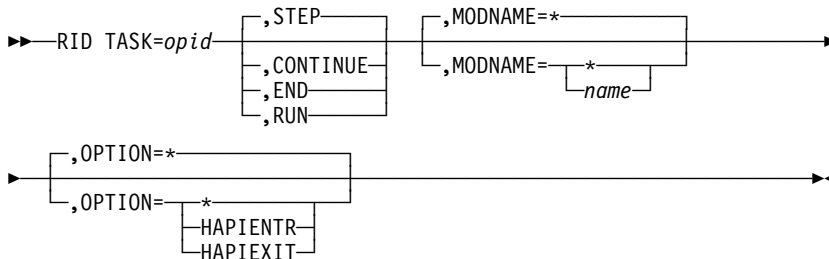 ,STEP ,MODNAME=*
RID TASK=opid
,CONTINUE ,MODNAME= *
,END name
,RUN
,OPTION=*
,OPTION= *
HAPIENTR
HAPIEXIT